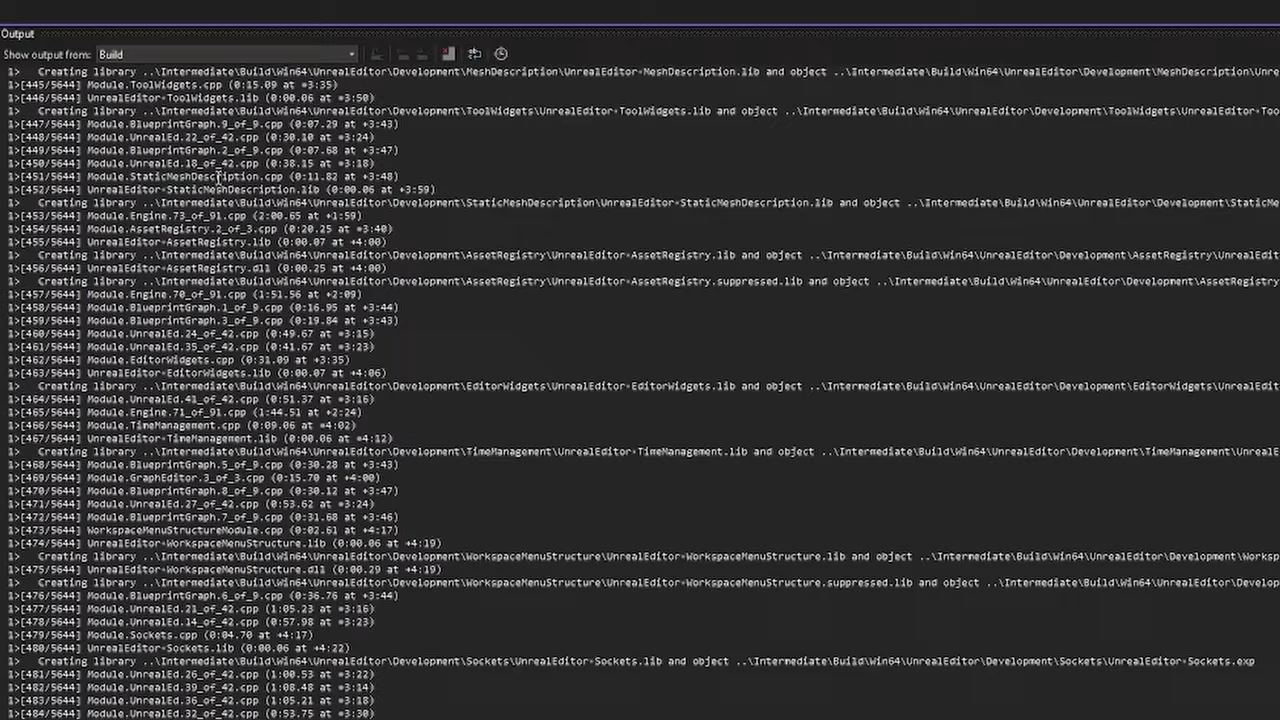 Output
Show output from: Build
1>   Creating library ..\Intermediate\Build\Win64\UnrealEditor\Development\MeshDescription\UnrealEditor-MeshDescription.lib and object ..\Intermediate\Build\Win64\UnrealEditor\Development\MeshDescription\Unre
1>[445/5644] Module.ToolWidgets.cpp (0:15.09 at +3:35)
1>[446/5644] UnrealEditor-ToolWidgets.lib (0:00.06 at +3:50)
1>   Creating library ..\Intermediate\Build\Win64\UnrealEditor\Development\ToolWidgets\UnrealEditor-ToolWidgets.lib and object ..\Intermediate\Build\Win64\UnrealEditor\Development\ToolWidgets\UnrealEditor-Too
1>[447/5644] Module.BlueprintGraph.9_of_9.cpp (0:07.29 at +3:43)
1>[448/5644] Module.UnrealEd.22_of_42.cpp (0:30.10 at +3:24)
1>[449/5644] Module.BlueprintGraph.2_of_9.cpp (0:07.68 at +3:47)
1>[450/5644] Module.UnrealEd.18_of_42.cpp (0:38.15 at +3:18)
1>[451/5644] Module.StaticMeshDescription.cpp (0:11.82 at +3:48)
1>[452/5644] UnrealEditor-StaticMeshDescription.lib (0:00.06 at +3:59)
1>   Creating library ..\Intermediate\Build\Win64\UnrealEditor\Development\StaticMeshDescription\UnrealEditor-StaticMeshDescription.lib and object ..\Intermediate\Build\Win64\UnrealEditor\Development\StaticMe
1>[453/5644] Module.Engine.73_of_91.cpp (2:00.65 at +1:59)
1>[454/5644] Module.AssetRegistry.2_of_3.cpp (0:20.25 at +3:40)
1>[455/5644] UnrealEditor-AssetRegistry.lib (0:00.07 at +4:00)
1>   Creating library ..\Intermediate\Build\Win64\UnrealEditor\Development\AssetRegistry\UnrealEditor-AssetRegistry.lib and object ..\Intermediate\Build\Win64\UnrealEditor\Development\AssetRegistry\UnrealEdit
1>[456/5644] UnrealEditor-AssetRegistry.dll (0:00.25 at +4:00)
1>   Creating library ..\Intermediate\Build\Win64\UnrealEditor\Development\AssetRegistry\UnrealEditor-AssetRegistry.suppressed.lib and object ..\Intermediate\Build\Win64\UnrealEditor\Development\AssetRegistry
1>[457/5644] Module.Engine.70_of_91.cpp (1:51.56 at +2:09)
1>[458/5644] Module.BlueprintGraph.1_of_9.cpp (0:16.95 at +3:44)
1>[459/5644] Module.BlueprintGraph.3_of_9.cpp (0:19.84 at +3:43)
1>[460/5644] Module.UnrealEd.24_of_42.cpp (0:49.67 at +3:15)
1>[461/5644] Module.UnrealEd.35_of_42.cpp (0:41.67 at +3:23)
1>[462/5644] Module.EditorWidgets.cpp (0:31.09 at +3:35)
1>[463/5644] UnrealEditor-EditorWidgets.lib (0:00.07 at +4:06)
1>   Creating library ..\Intermediate\Build\Win64\UnrealEditor\Development\EditorWidgets\UnrealEditor-EditorWidgets.lib and object ..\Intermediate\Build\Win64\UnrealEditor\Development\EditorWidgets\UnrealEdit
1>[464/5644] Module.UnrealEd.41_of_42.cpp (0:51.37 at +3:16)
1>[465/5644] Module.Engine.71_of_91.cpp (1:44.51 at +2:24)
1>[466/5644] Module.TimeManagement.cpp (0:09.06 at +4:02)
1>[467/5644] UnrealEditor-TimeManagement.lib (0:00.06 at +4:12)
1>   Creating library ..\Intermediate\Build\Win64\UnrealEditor\Development\TimeManagement\UnrealEditor-TimeManagement.lib and object ..\Intermediate\Build\Win64\UnrealEditor\Development\TimeManagement\UnrealE
1>[468/5644] Module.BlueprintGraph.5_of_9.cpp (0:30.28 at +3:43)
1>[469/5644] Module.GraphEditor.3_of_3.cpp (0:15.70 at +4:00)
1>[470/5644] Module.BlueprintGraph.8_of_9.cpp (0:30.12 at +3:47)
1>[471/5644] Module.UnrealEd.27_of_42.cpp (0:53.62 at +3:24)
1>[472/5644] Module.BlueprintGraph.7_of_9.cpp (0:31.68 at +3:46)
1>[473/5644] WorkspaceMenuStructureModule.cpp (0:02.61 at +4:17)
1>[474/5644] UnrealEditor-WorkspaceMenuStructure.lib (0:00.06 at +4:19)
1>   Creating library ..\Intermediate\Build\Win64\UnrealEditor\Development\WorkspaceMenuStructure\UnrealEditor-WorkspaceMenuStructure.lib and object ..\Intermediate\Build\Win64\UnrealEditor\Development\Worksp
1>[475/5644] UnrealEditor-WorkspaceMenuStructure.dll (0:00.29 at +4:19)
1>   Creating library ..\Intermediate\Build\Win64\UnrealEditor\Development\WorkspaceMenuStructure\UnrealEditor-WorkspaceMenuStructure.suppressed.lib and object ..\Intermediate\Build\Win64\UnrealEditor\Develop
1>[476/5644] Module.BlueprintGraph.6_of_9.cpp (0:36.76 at +3:44)
1>[477/5644] Module.UnrealEd.21_of_42.cpp (1:05.23 at +3:16)
1>[478/5644] Module.UnrealEd.14_of_42.cpp (0:57.98 at +3:23)
1>[479/5644] Module.Sockets.cpp (0:04.70 at +4:17)
1>[480/5644] UnrealEditor-Sockets.lib (0:00.06 at +4:22)
1>   Creating library ..\Intermediate\Build\Win64\UnrealEditor\Development\Sockets\UnrealEditor-Sockets.lib and object ..\Intermediate\Build\Win64\UnrealEditor\Development\Sockets\UnrealEditor-Sockets.exp
1>[481/5644] Module.UnrealEd.26_of_42.cpp (1:00.53 at +3:22)
1>[482/5644] Module.UnrealEd.39_of_42.cpp (1:08.48 at +3:14)
1>[483/5644] Module.UnrealEd.36_of_42.cpp (1:05.21 at +3:18)
1>[484/5644] Module.UnrealEd.32_of_42.cpp (0:53.75 at +3:30)